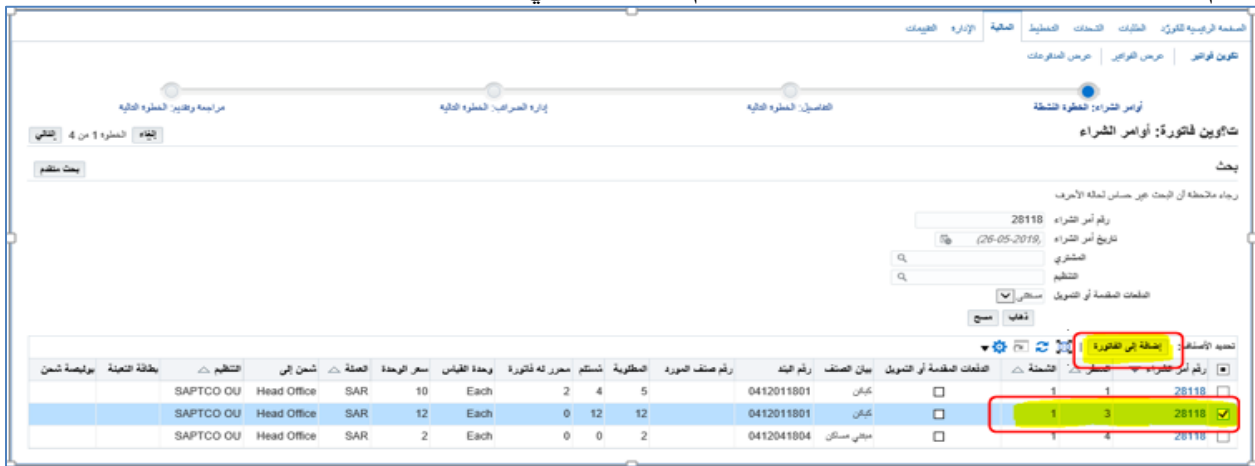 الصفحة الرئيسية للمورد الطلبات الشحنات التخطيط المالية الإدارة التقييمات
تكوين فواتير عرض الفواتير عرض المدفوعات
أوامر الشراء: الخطوة النشطة التفاصيل: الخطوة التالية إدارة الضرائب: الخطوة التالية مراجعة وتقديم: الخطوة التالية
تكوين فاتورة: أوامر الشراء إلغاء الخطوة 1 من 4 التالي
بحث بحث متقدم
رجاء ملاحظة أن البحث غير حساس لحالة الأحرف
رقم أمر الشراء 28118
تاريخ أمر الشراء (26-05-2019,
المشتري
التنظيم
الدفعات المقدمة أو التمويل مستثنى
ذهاب مسح
تحديد الأصناف: إضافة إلى الفاتورة
رقم أمر الشراء السطر الشحنة الدفعات المقدمة أو التمويل بيان الصنف رقم البند رقم صنف المورد المطلوبة مستلم محرر له فاتورة وحدة القياس سعر الوحدة العملة شحن إلى التنظيم بطاقة التعبئة بوليصة شحن
28118 1 1 كيكن 0412011801 5 4 2 Each 10 SAR Head Office SAPTCO OU
28118 3 1 كيكن 0412011801 12 12 0 Each 12 SAR Head Office SAPTCO OU
28118 4 1 0412041804 2 0 0 Each 2 SAR Head Office SAPTCO OU